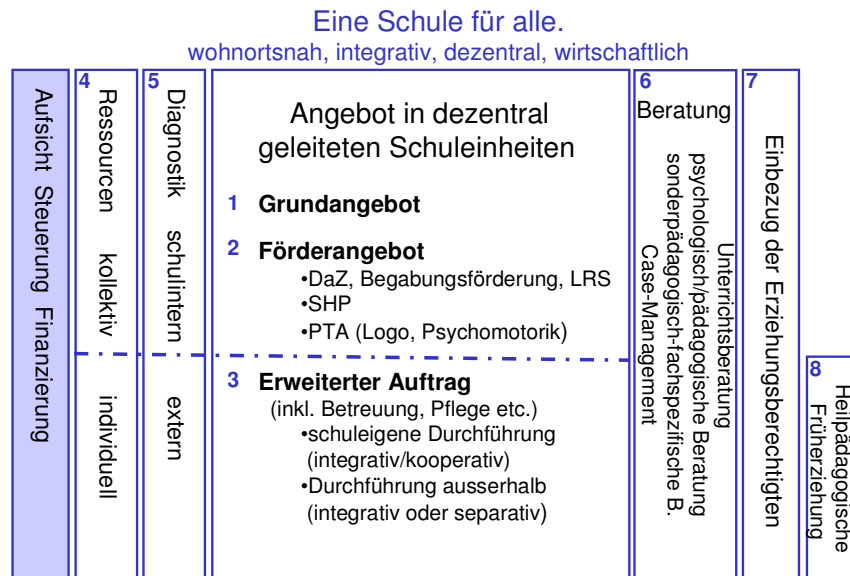 Eine Schule für alle.
wohnortsnah, integrativ, dezentral, wirtschaftlich
Aufsicht Steuerung Finanzierung
4
Ressourcen kollektiv individuell
5
Diagnostik schulintern extern
Angebot in dezentral
geleiteten Schuleinheiten
1 Grundangebot
2 Förderangebot
•DaZ, Begabungsförderung, LRS
•SHP
•PTA (Logo, Psychomotorik)
3 Erweiterter Auftrag
(inkl. Betreuung, Pflege etc.)
•schuleigene Durchführung
(integrativ/kooperativ)
•Durchführung ausserhalb
(integrativ oder separativ)
6
Beratung
Unterrichtsberatung
psychologisch/pädagogische Beratung
sonderpädagogisch-fachspezifische B.
Case-Management
7
Einbezug der Erziehungsberechtigten
8
Heilpädagogische
Früherziehung